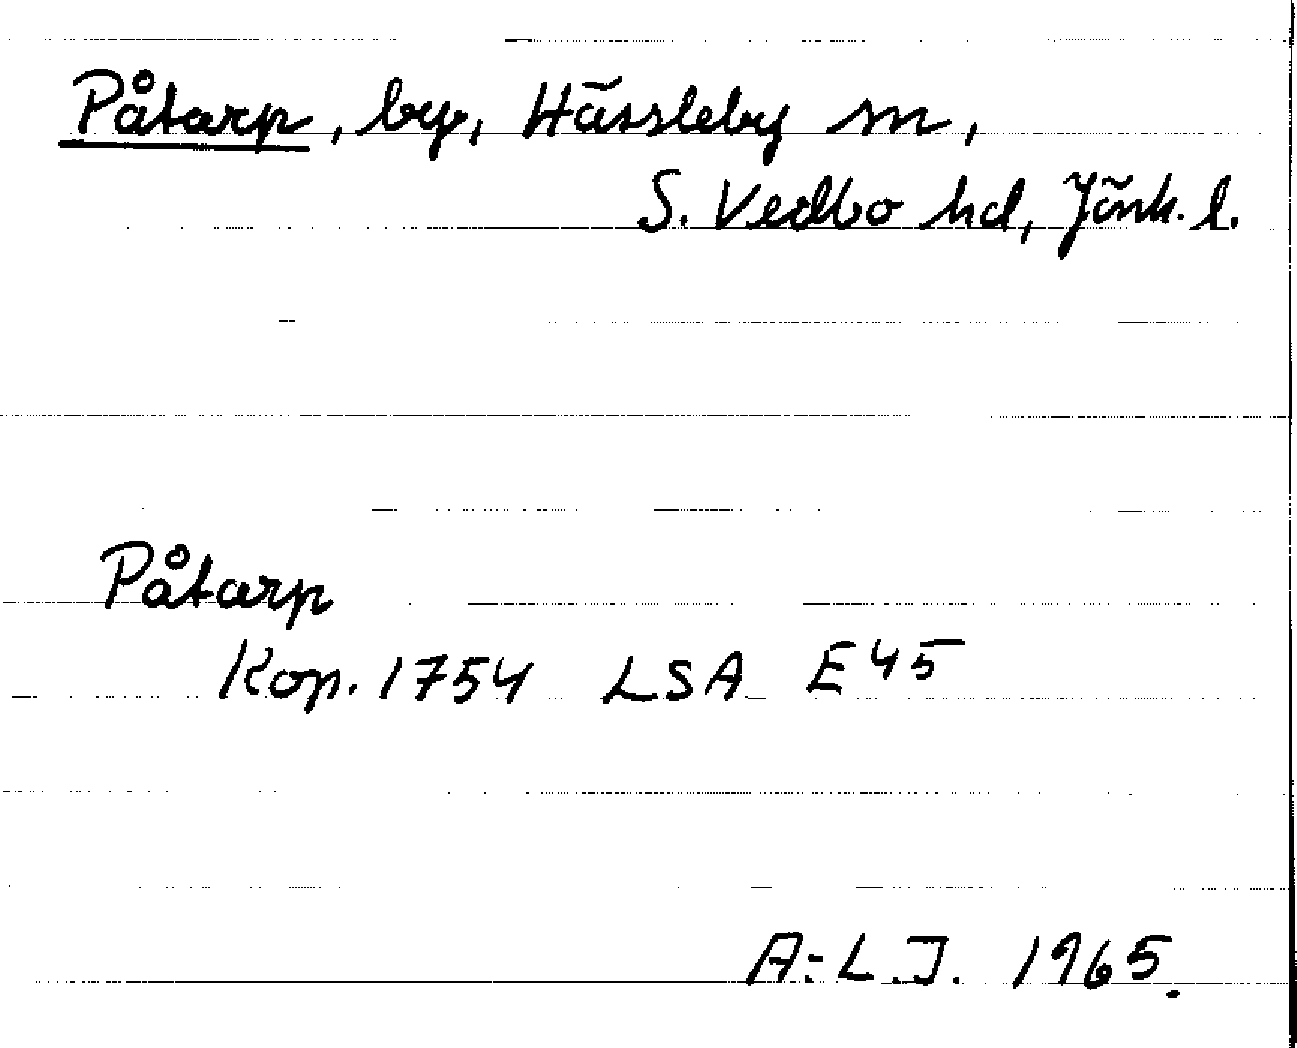 Påtarp, by, Hässleby sn,
S. Vedbo hd, Jönk. l.
Påtarp
Kop. 1754 LSA E45
A:L.J. 1965.